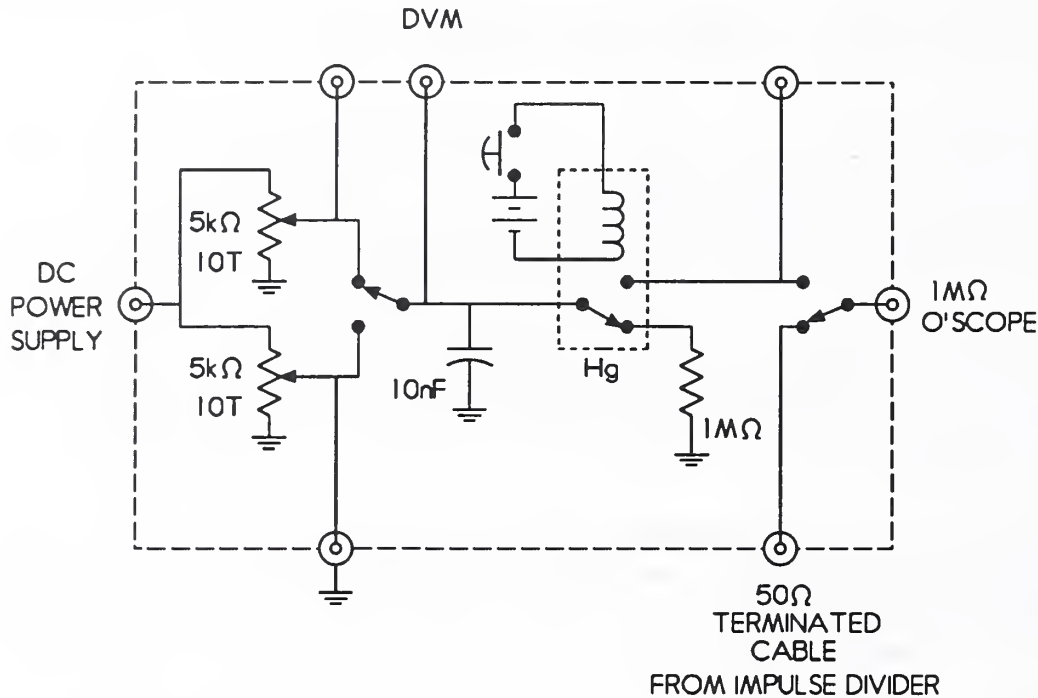 DVM
5kΩ
10T
DC
POWER
SUPPLY
5kΩ
10T
10nF
Hg
1MΩ
1MΩ
O'SCOPE
50Ω
TERMINATED
CABLE
FROM IMPULSE DIVIDER